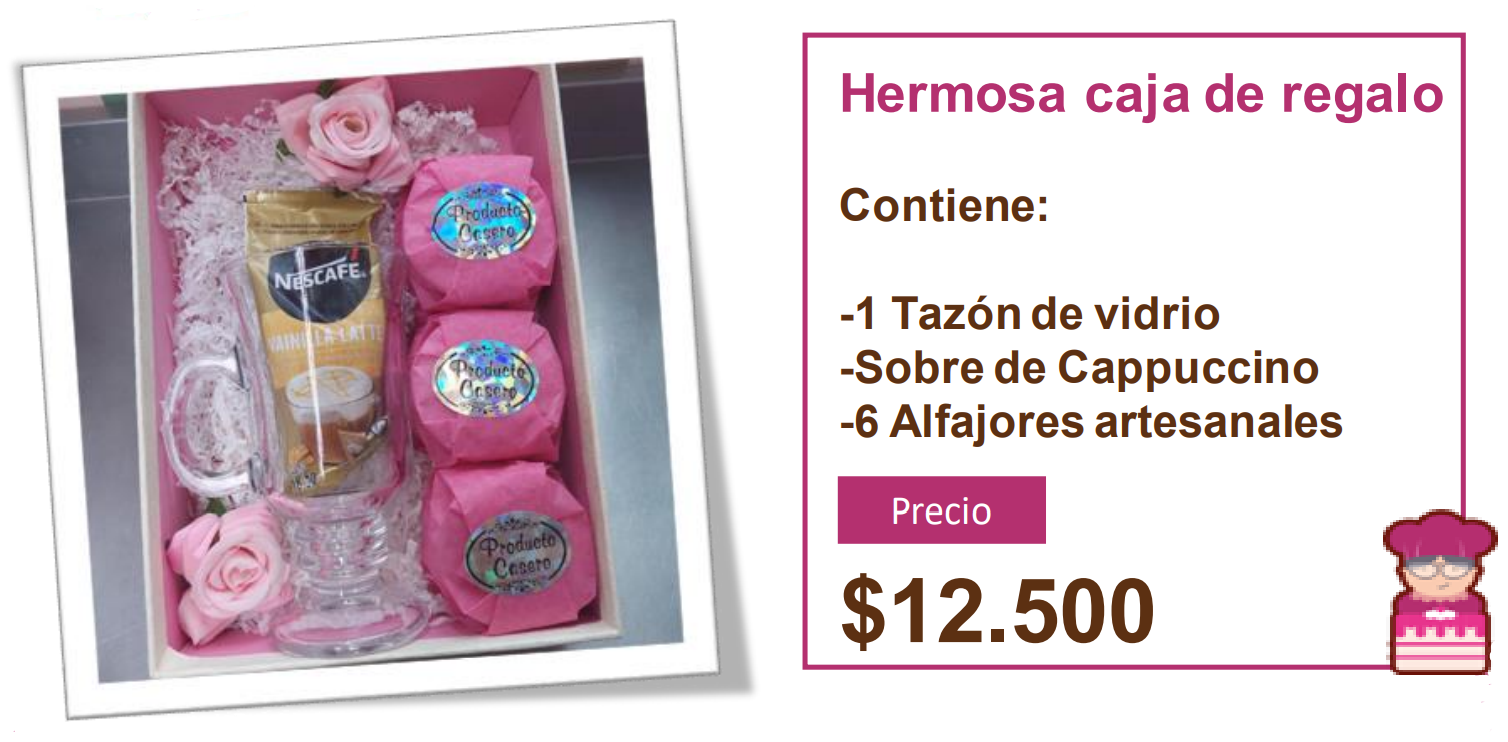 NESCAFÉ
VAINILLA LATTE
Producto
Casero
Producto
Casero
Producto
Casero
Hermosa caja de regalo
Contiene:
-1 Tazón de vidrio
-Sobre de Cappuccino
-6 Alfajores artesanales
Precio
$12.500